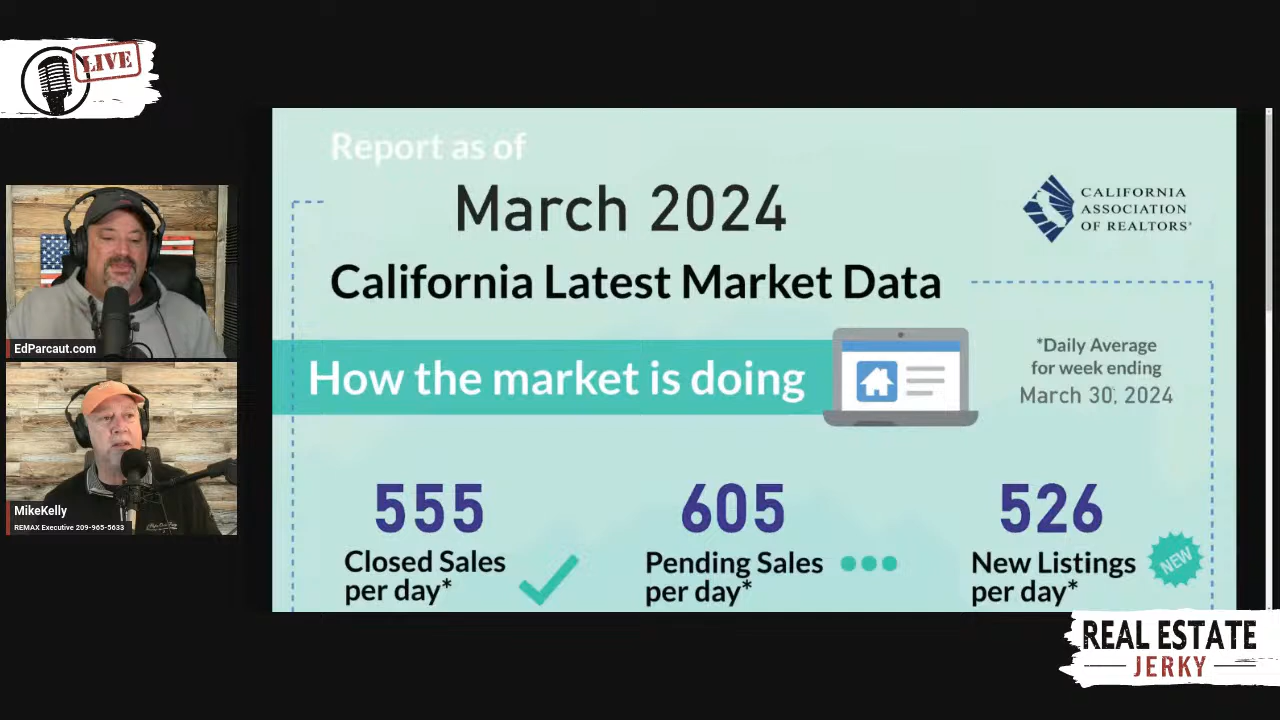 LIVE
Report as of
March 2024
California Latest Market Data
CALIFORNIA
ASSOCIATION
OF REALTORS®
How the market is doing
*Daily Average
for week ending
March 30, 2024
555
Closed Sales
per day*
605
Pending Sales
per day*
526
New Listings
per day*
NEW
EdParcaut.com
MikeKelly
REMAX Executive 209-965-5633
REAL ESTATE
JERKY